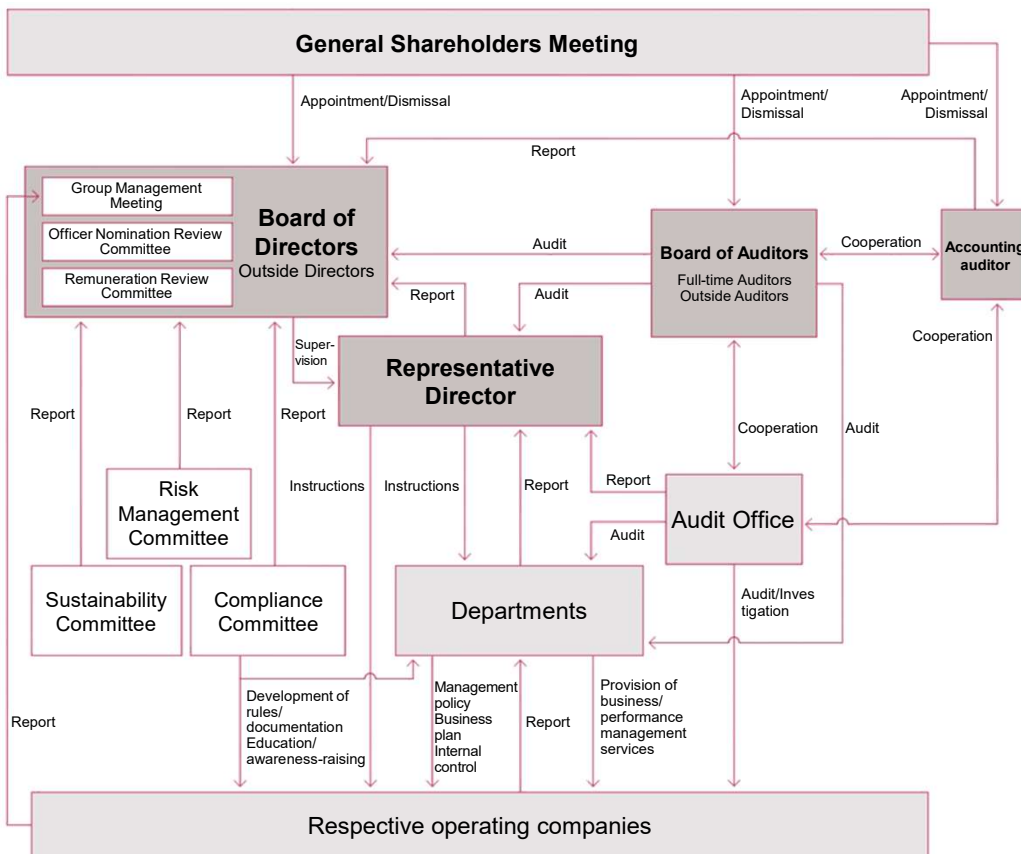 General Shareholders Meeting
Appointment/Dismissal
Appointment/
Dismissal
Appointment/
Dismissal
Report
Group Management
Meeting
Officer Nomination Review
Committee
Remuneration Review
Committee
Board of
Directors
Outside Directors
Audit
Board of Auditors
Full-time Auditors
Outside Auditors
Cooperation
Accounting
auditor
Report
Audit
Cooperation
Super-
vision
Representative
Director
Report
Report
Report
Cooperation
Audit
Instructions
Instructions
Report
Report
Risk
Management
Committee
Audit Office
Audit
Sustainability
Committee
Compliance
Committee
Departments
Audit/Inves
tigation
Report
Development of
rules/
documentation
Education/
awareness-raising
Management
policy
Business
plan
Internal
control
Report
Provision of
business/
performance
management
services
Respective operating companies